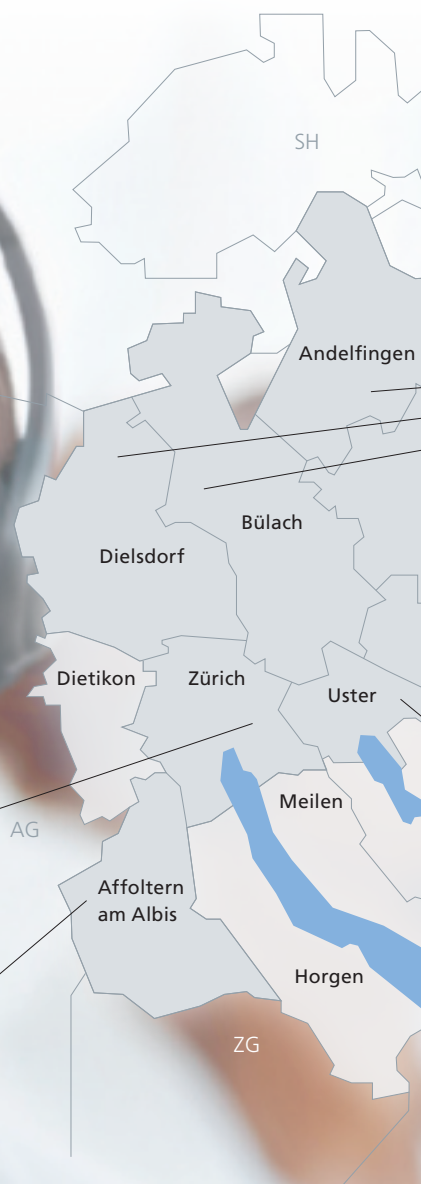 SH
Andelfingen
Bülach
Dielsdorf
Dietikon
Zürich
Uster
Meilen
AG
Affoltern
am Albis
Horgen
ZG